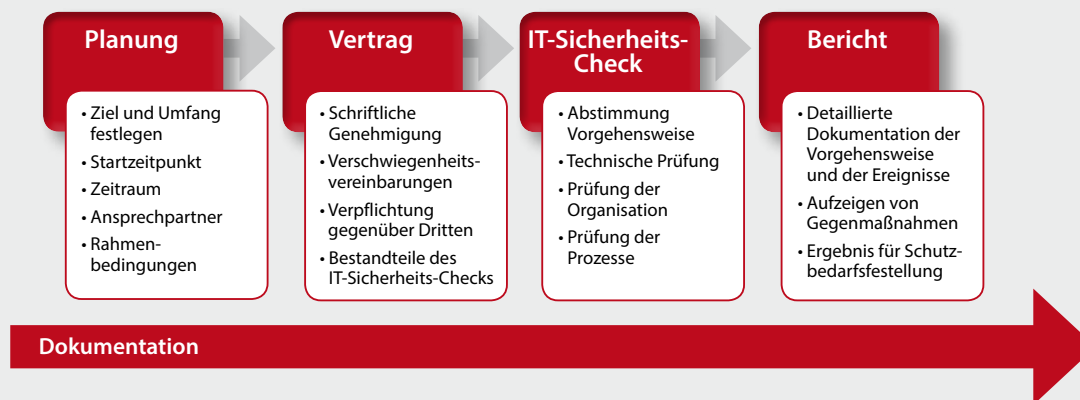 Planung
• Ziel und Umfang
festlegen
• Startzeitpunkt
• Zeitraum
• Ansprechpartner
• Rahmen-
bedingungen
Vertrag
• Schriftliche
Genehmigung
• Verschwiegenheits-
vereinbarungen
• Verpflichtung
gegenüber Dritten
• Bestandteile des
IT-Sicherheits-Checks
IT-Sicherheits-
Check
• Abstimmung
Vorgehensweise
• Technische Prüfung
• Prüfung der
Organisation
• Prüfung der
Prozesse
Bericht
• Detaillierte
Dokumentation der
Vorgehensweise
und der Ereignisse
• Aufzeigen von
Gegenmaßnahmen
• Ergebnis für Schutz-
bedarfsfestellung
Dokumentation